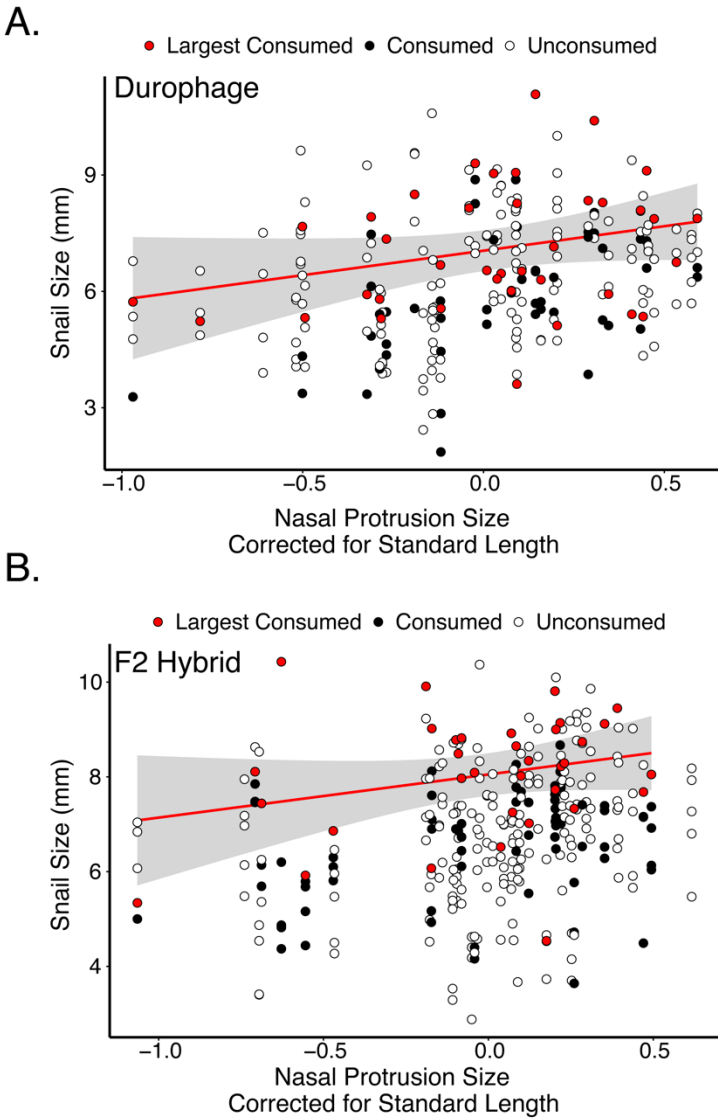 A.
Largest Consumed Consumed Unconsumed
Durophage
9
6
3
Snail Size (mm)
−1.0 −0.5 0.0 0.5
Nasal Protrusion Size
Corrected for Standard Length
B.
Largest Consumed Consumed Unconsumed
F2 Hybrid
10
8
6
4
Snail Size (mm)
−1.0 −0.5 0.0 0.5
Nasal Protrusion Size
Corrected for Standard Length